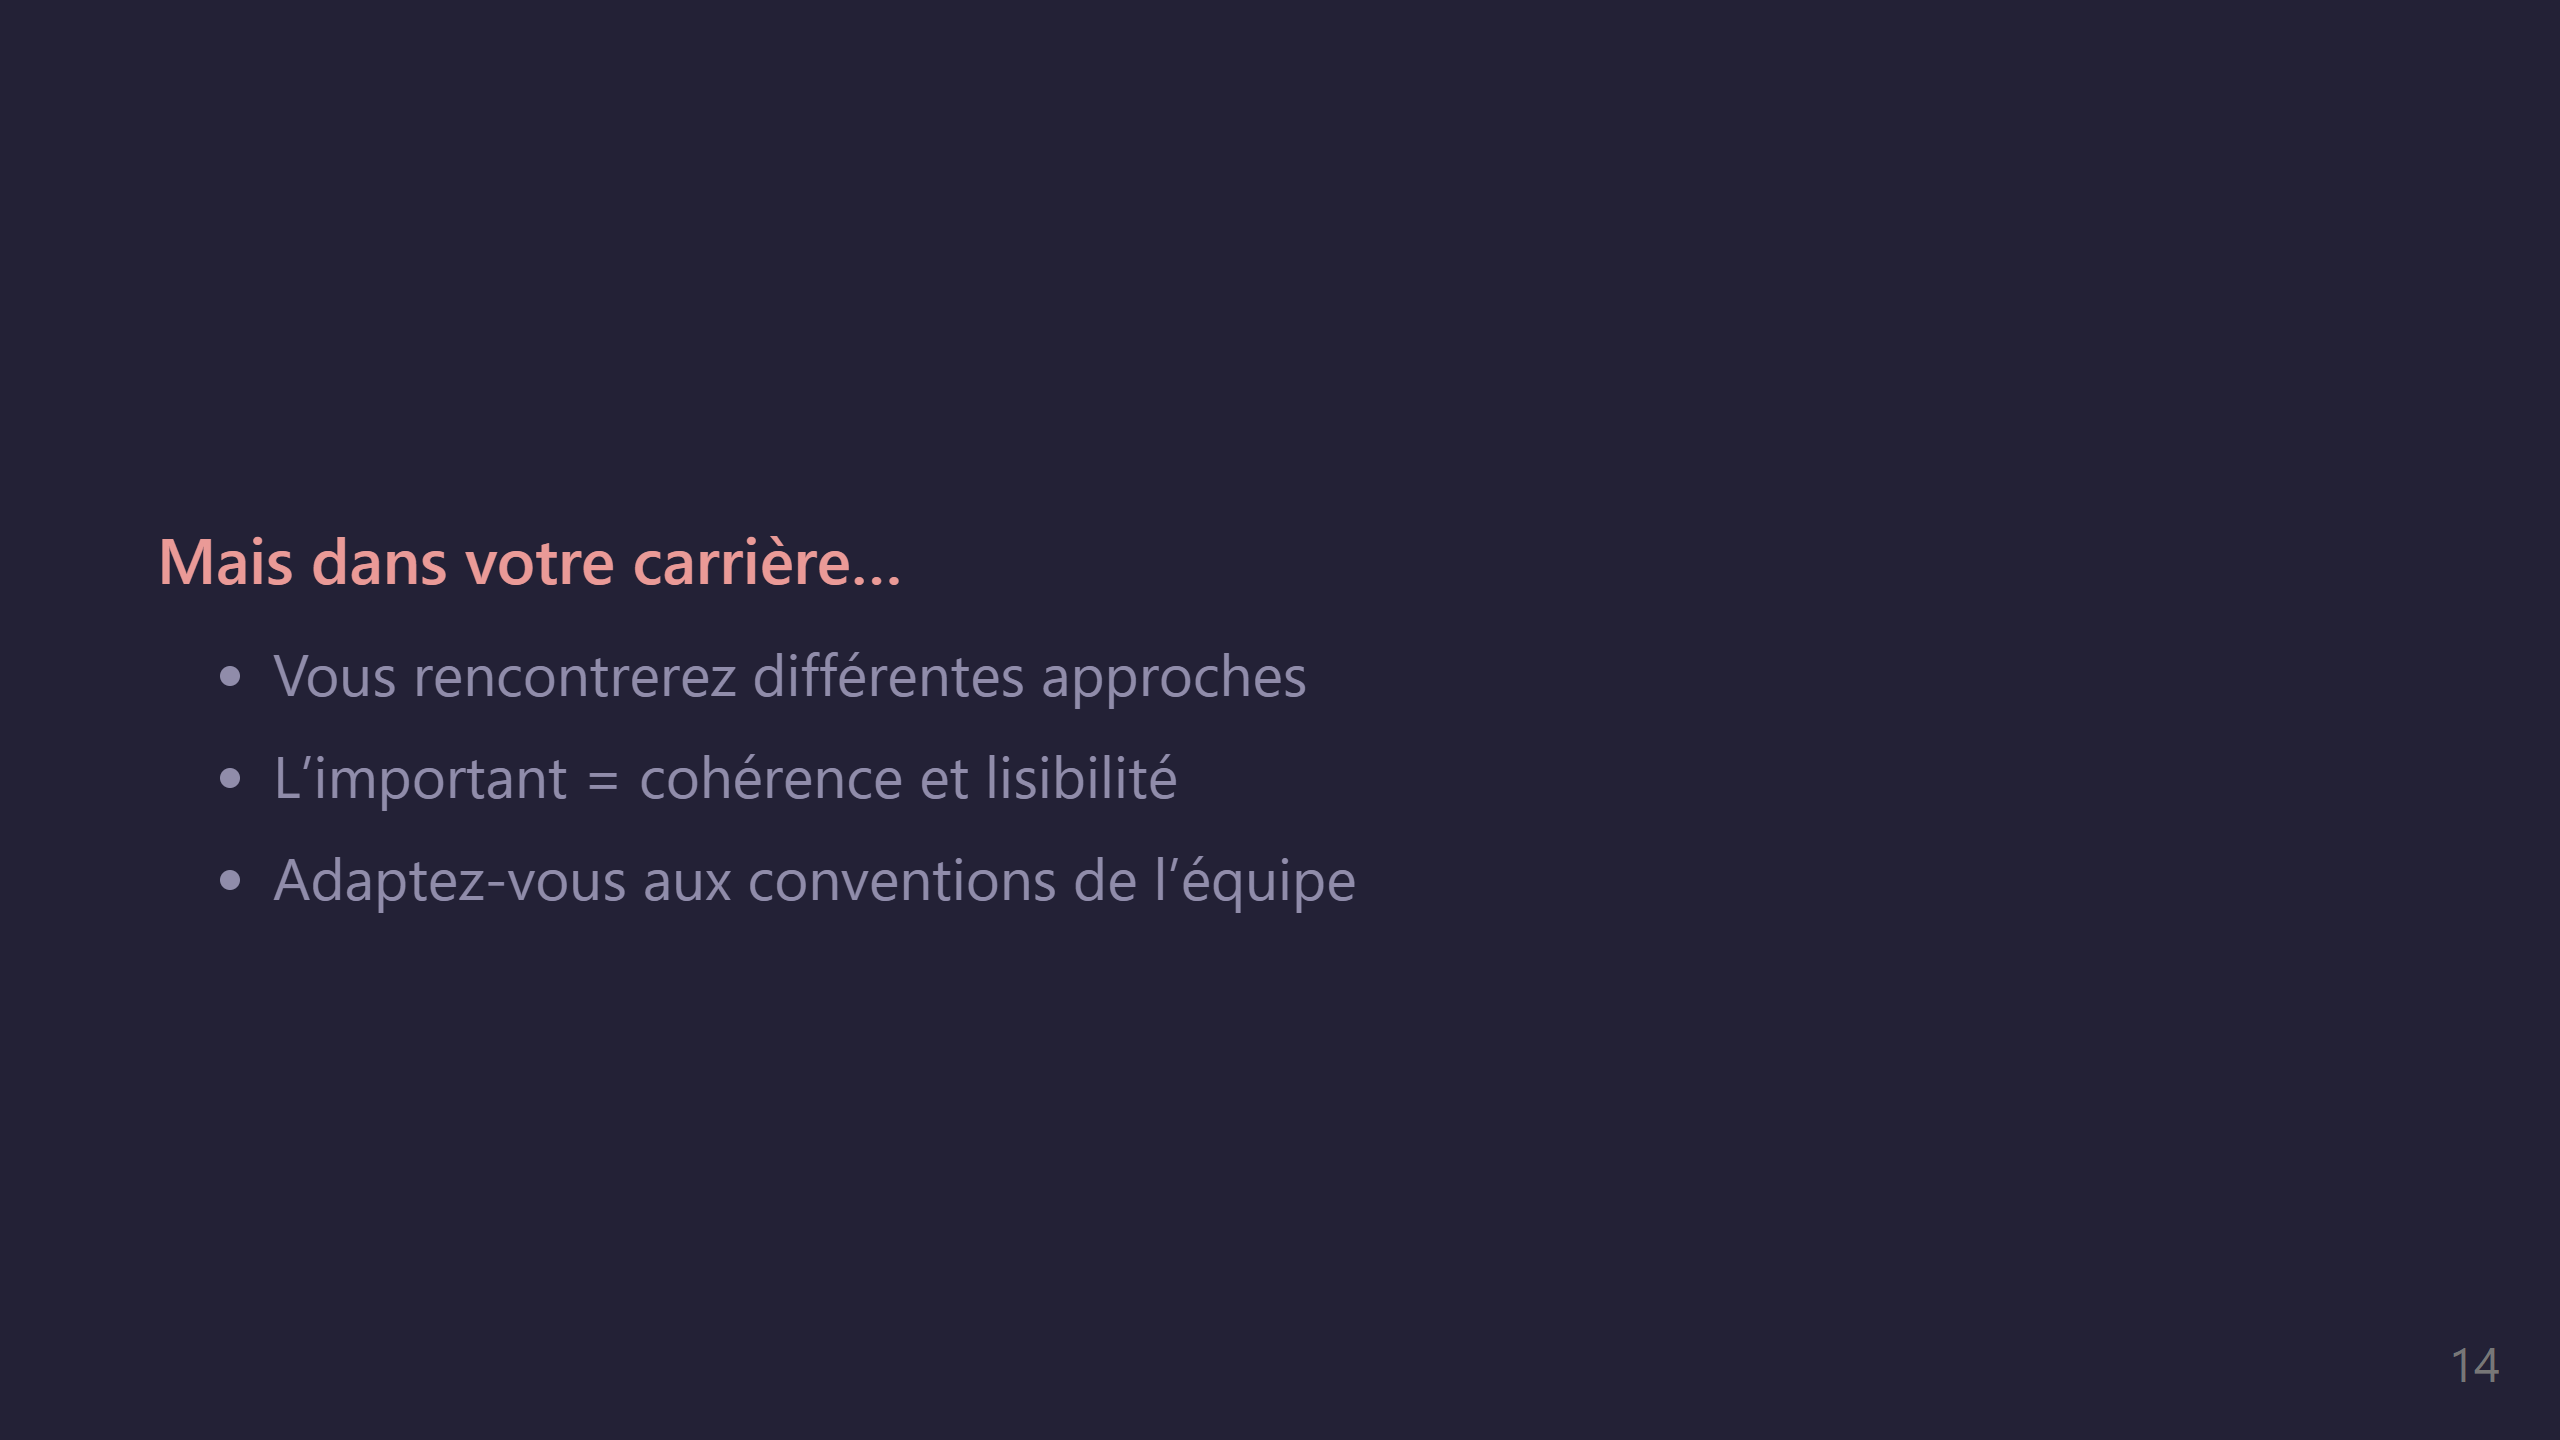 Mais dans votre carrière...
• Vous rencontrerez différentes approches
• L'important = cohérence et lisibilité
• Adaptez-vous aux conventions de l'équipe
14